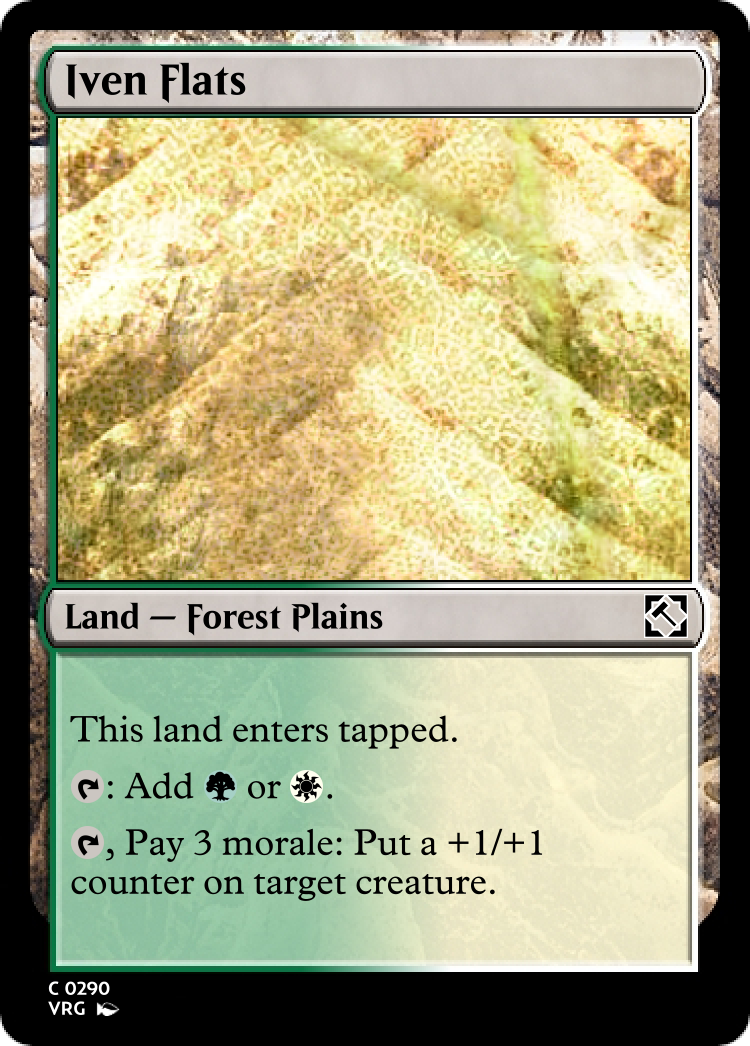 Iven Flats
Land — Forest Plains
This land enters tapped.
: Add or .
, Pay 3 morale: Put a +1/+1
counter on target creature.
C 0290
VRG